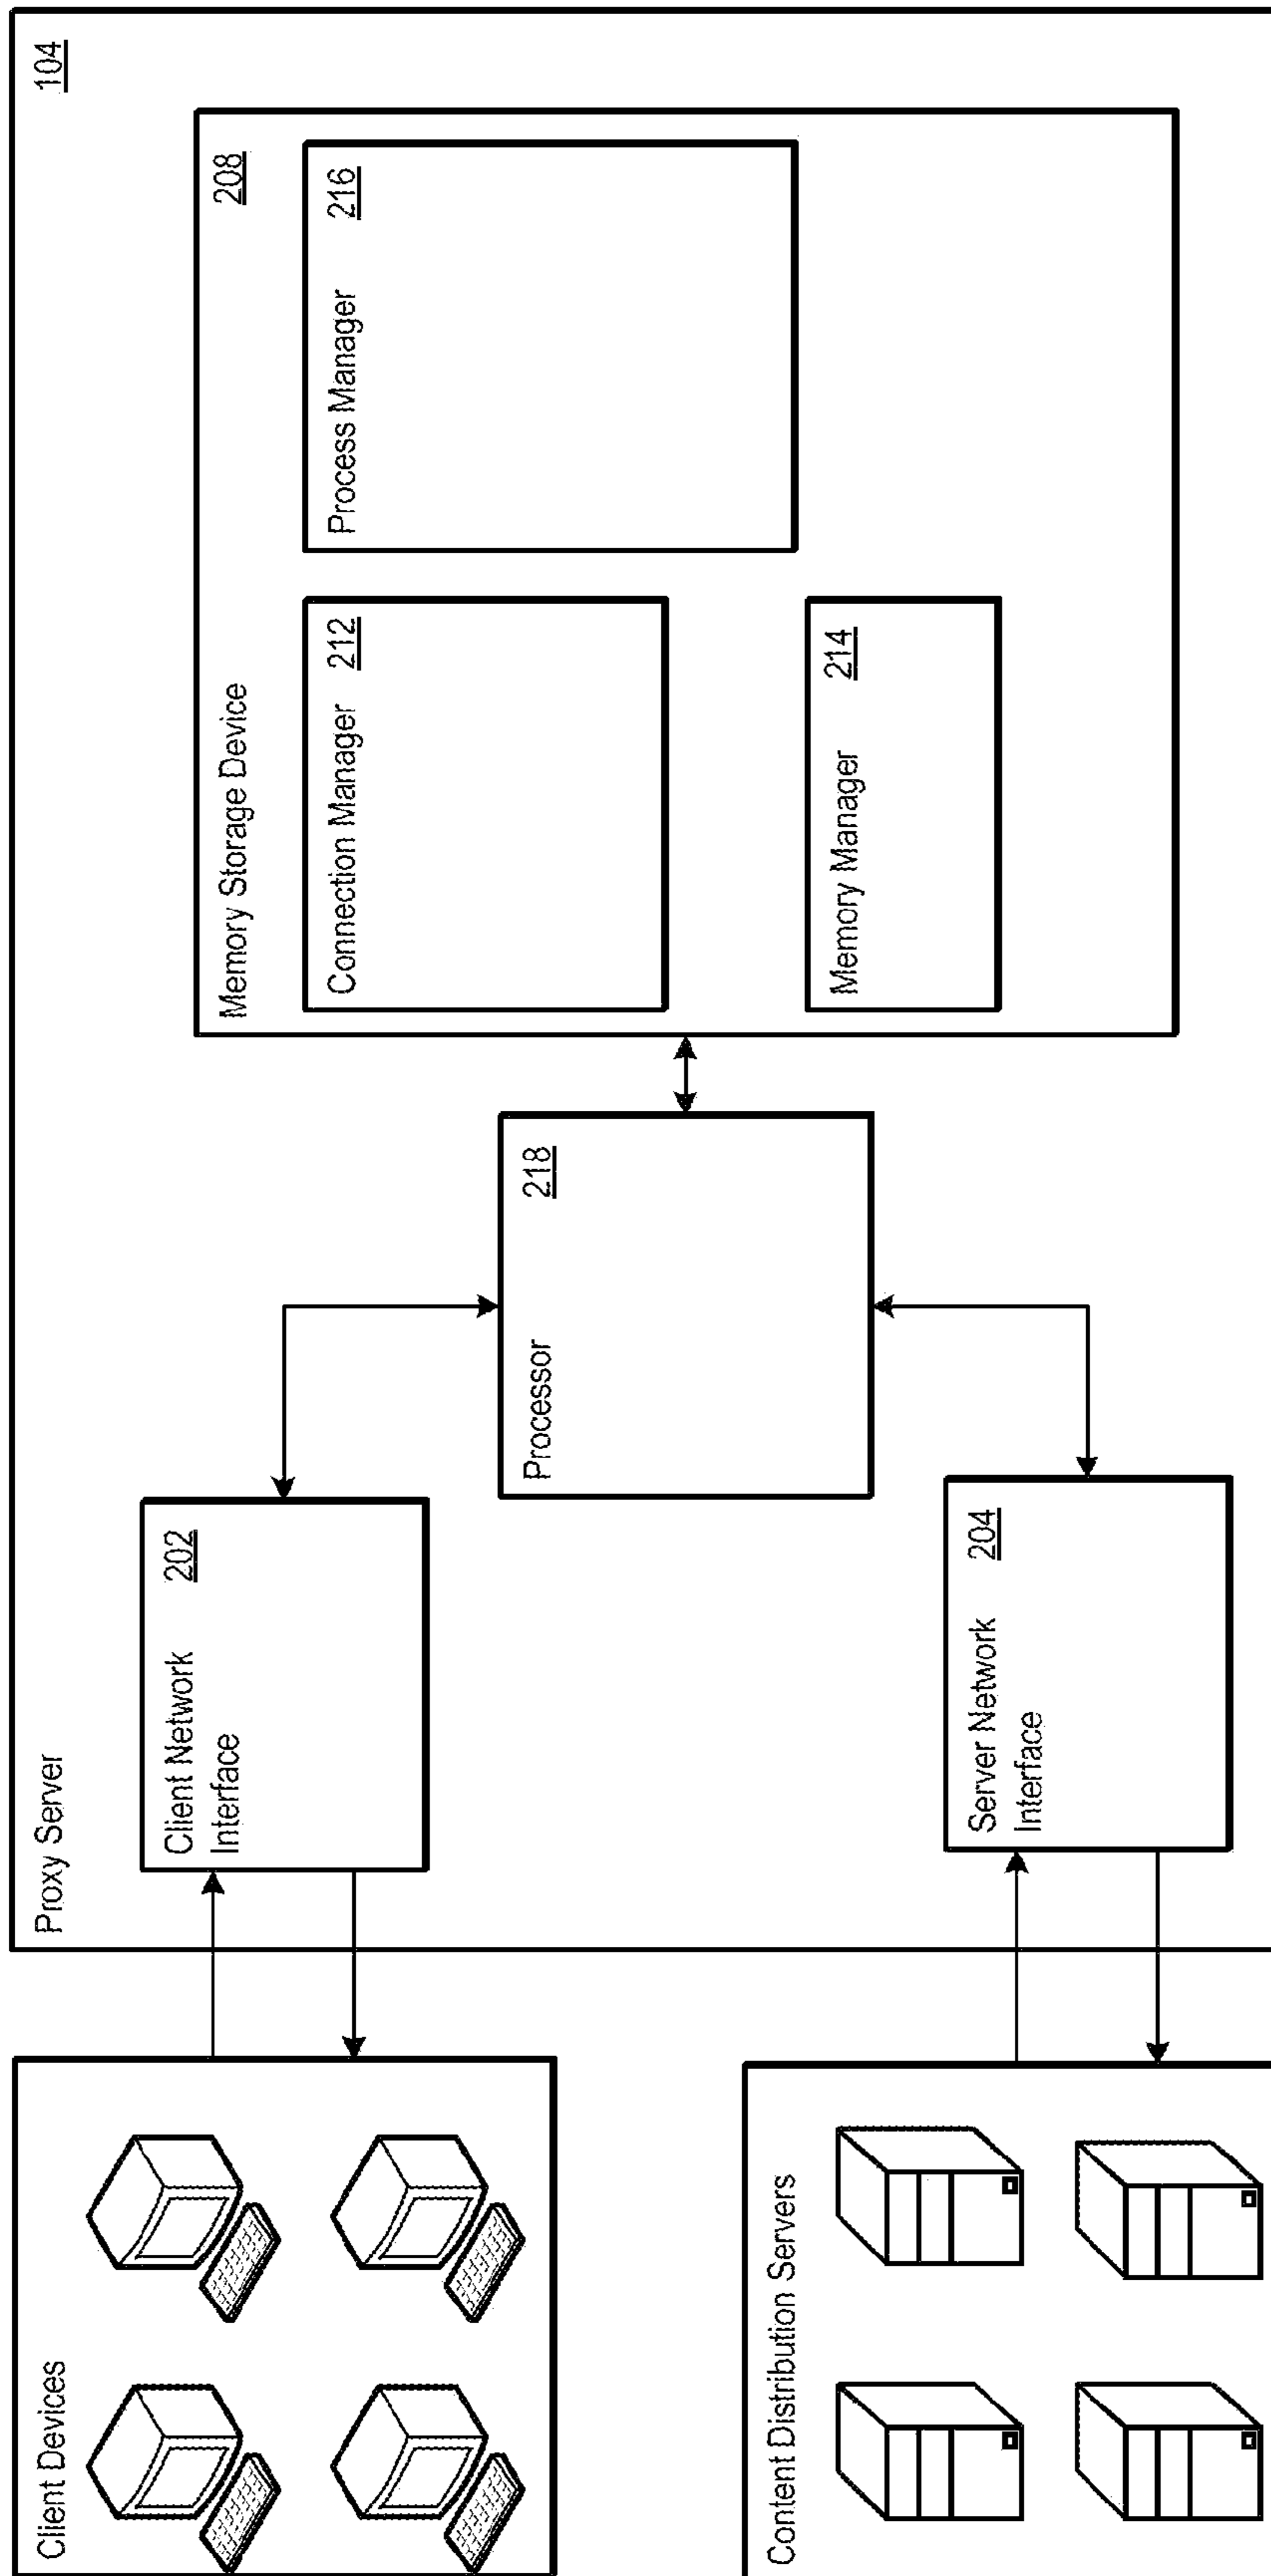 Client Devices
Content Distribution Servers
Proxy Server
104
Client Network
Interface
202
Server Network
Interface
204
Processor
218
Memory Storage Device
208
Connection Manager 212
Memory Manager
214
Process Manager
216